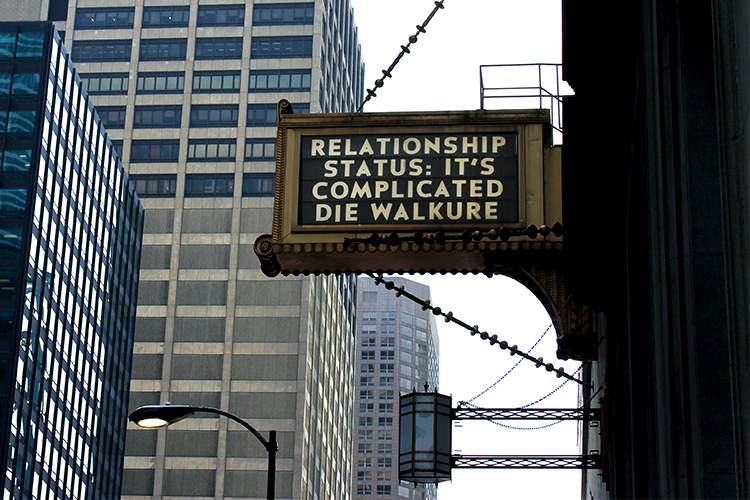 RELATIONSHIP
STATUS: IT'S
COMPLICATED
DIE WALKURE